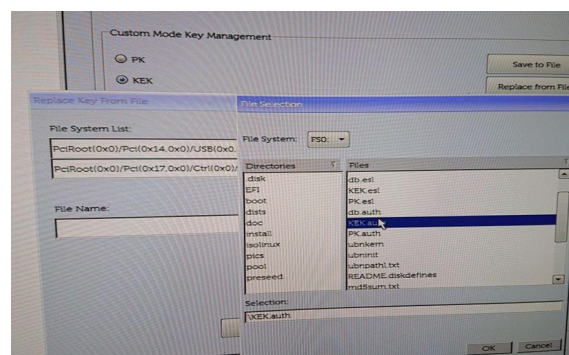 Custom Mode Key Management
PK
KEK
Save to File
Replace from File
Replace Key From File
File System List:
PciRoot(0x0)/Pci(0x14,0x0)/USB(0x0,
PciRoot(0x0)/Pci(0x17,0x0)/Ctrl(0x0)/
File Name:
File Selection
File System: FS0:
Directories
.disk
EFI
boot
dists
doc
install
isolinux
pics
pool
preseed
Files
db.esl
KEK.esl
PK.esl
db.auth
KEK.auth
PK.auth
ubnkern
ubninit
ubnpathl.txt
README.diskdefines
md5sum.txt
Selection:
\KEK.auth
OK
Cancel